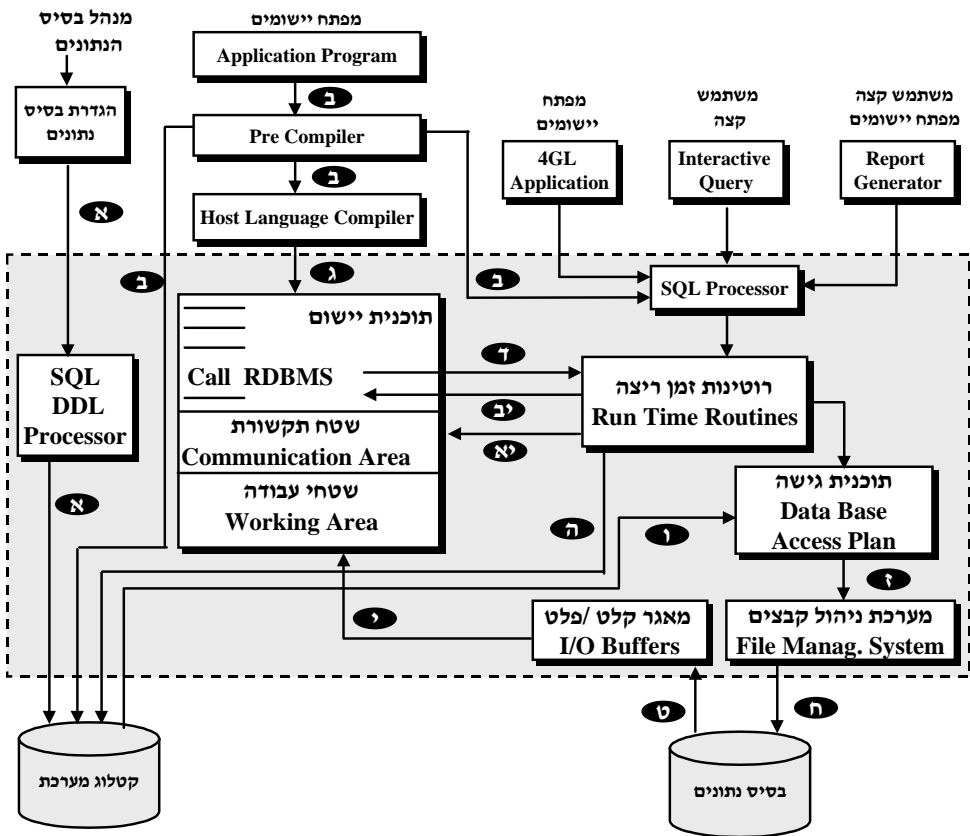 מנהל בסיס
הנתונים
הגדרת בסיס
נתונים
א
SQL
DDL
Processor
א
מפתח יישומים
Application Program
ב
Pre Compiler
ב
Host Language Compiler
ג
ב
ב
מפתח
יישומים
4GL
Application
משתמש
קצה
Interactive
Query
משתמש קצה
מפתח יישומים
Report
Generator
SQL Processor
תוכנית יישום
Call RDBMS
שטח תקשורת
Communication Area
שטחי עבודה
Working Area
ד
יב
יא
רוטינות זמן ריצה
Run Time Routines
ה
ו
תוכנית גישה
Data Base
Access Plan
ז
מערכת ניהול קבצים
File Manag. System
מאגר קלט /פלט
I/O Buffers
י
ט
ח
קטלוג מערכת
בסיס נתונים